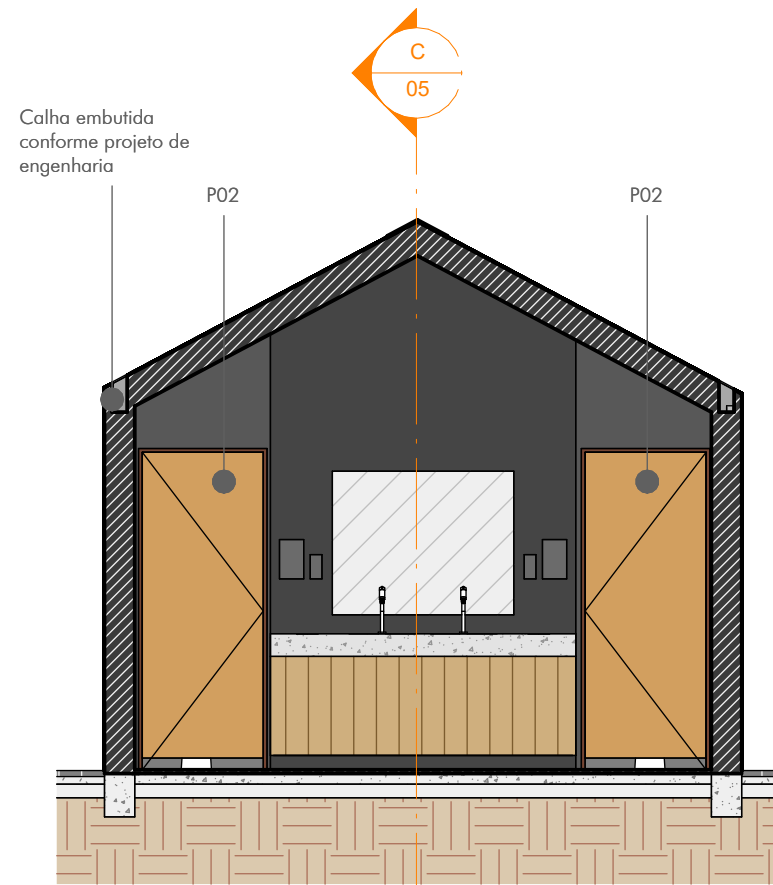 C
05
Calha embutida
conforme projeto de
engenharia
P02
P02